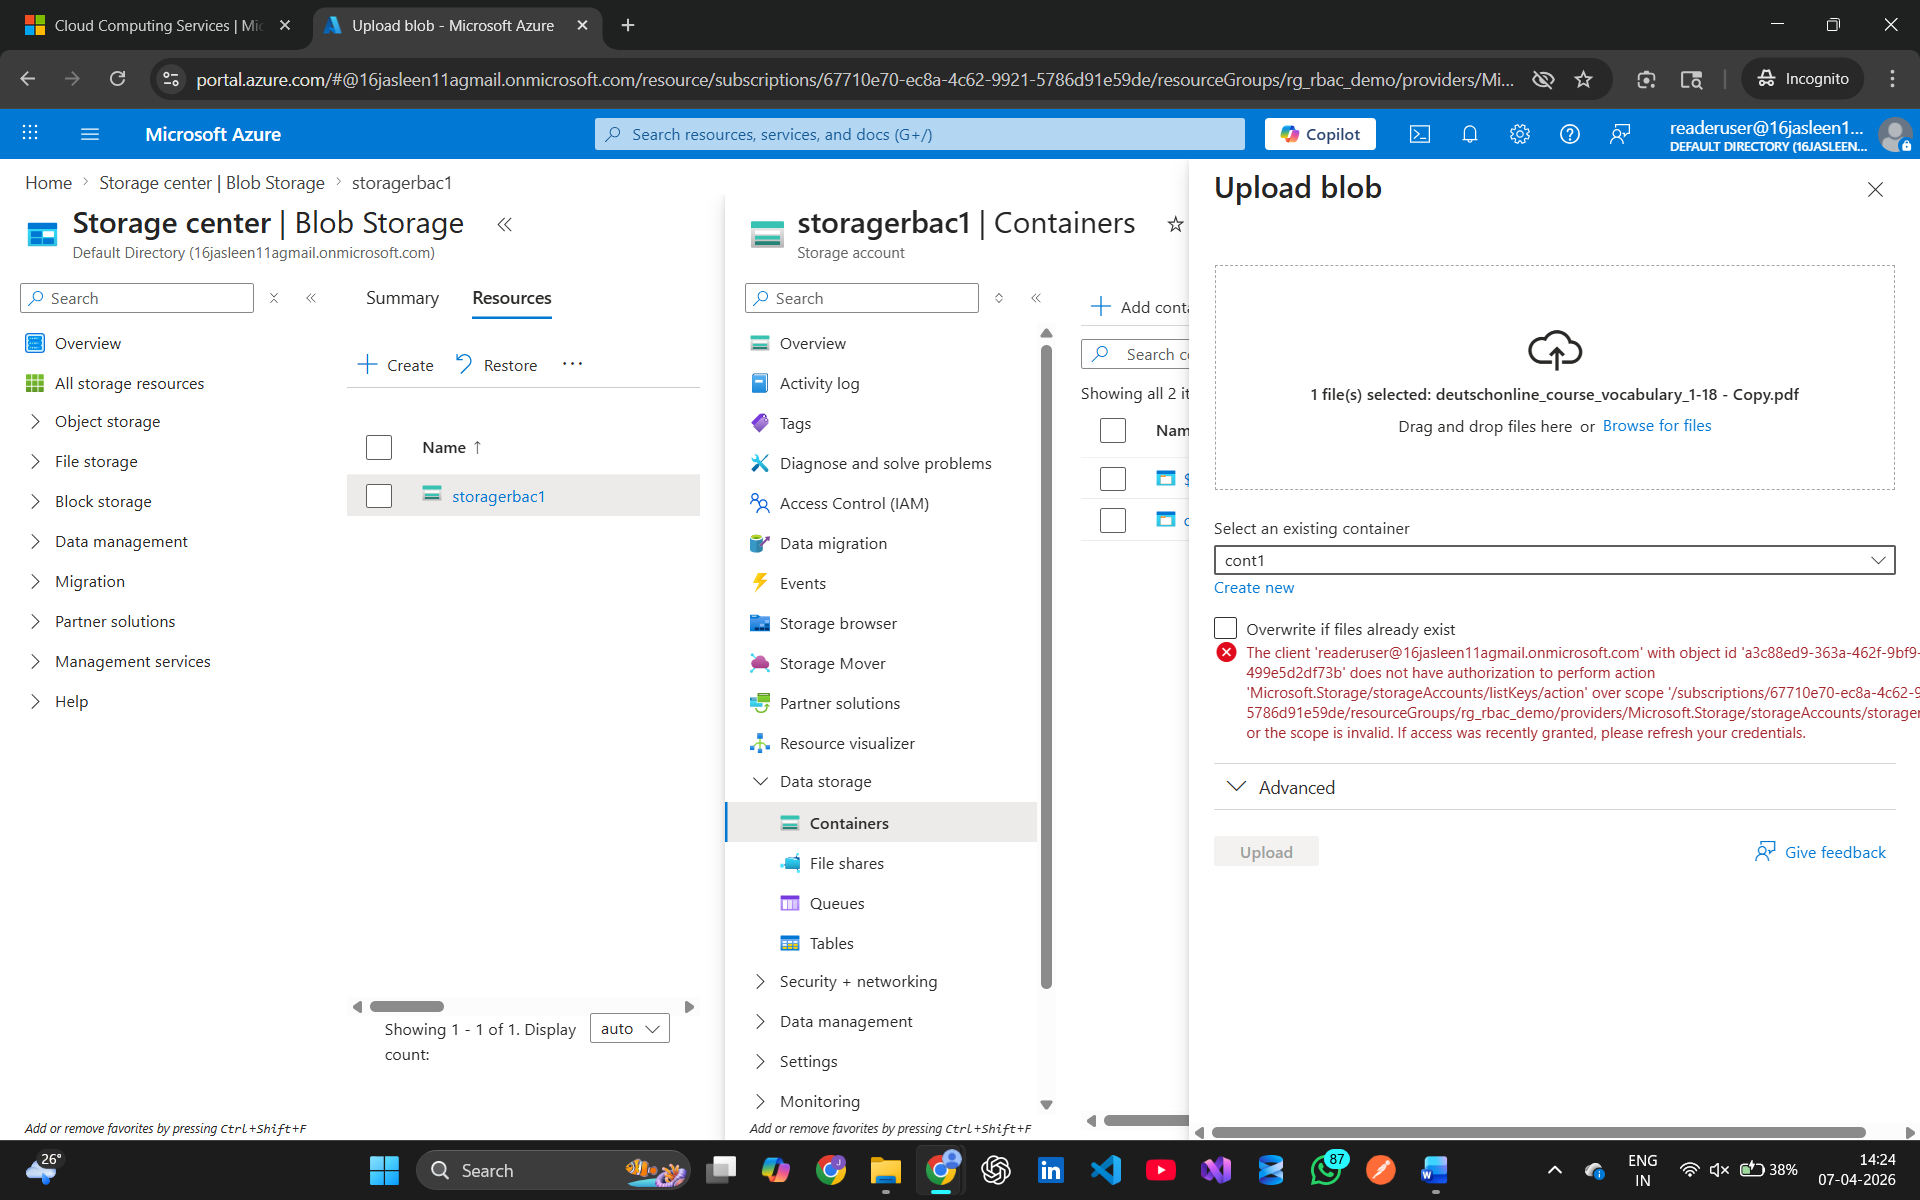 Cloud Computing Services | Mic
Upload blob - Microsoft Azure
portal.azure.com/#@16jasleen11agmail.onmicrosoft.com/resource/subscriptions/67710e70-ec8a-4c62-9921-5786d91e59de/resourceGroups/rg_rbac_demo/providers/Mi...
Incognito
Microsoft Azure
Search resources, services, and docs (G+/)
Copilot
readeruser@16jasleen1...
DEFAULT DIRECTORY (16JASLEEN...
Home
Storage center | Blob Storage
storagerbac1
Storage center | Blob Storage
Default Directory (16jasleen11agmail.onmicrosoft.com)
Search
Overview
All storage resources
Object storage
File storage
Block storage
Data management
Migration
Partner solutions
Management services
Help
Add or remove favorites by pressing Ctrl+Shift+F
Summary
Resources
Create
Restore
Name ↑
storagerbac1
Showing 1 - 1 of 1. Display
count:
auto
storagerbac1 | Containers
Storage account
Search
Overview
Activity log
Tags
Diagnose and solve problems
Access Control (IAM)
Data migration
Events
Storage browser
Storage Mover
Partner solutions
Resource visualizer
Data storage
Containers
File shares
Queues
Tables
Security + networking
Data management
Settings
Monitoring
Add or remove favorites by pressing Ctrl+Shift+F
Add conta
Search co
Showing all 2 it
Nam
$
c
Upload blob
1 file(s) selected: deutschonline_course_vocabulary_1-18 - Copy.pdf
Drag and drop files here or Browse for files
Select an existing container
cont1
Create new
Overwrite if files already exist
The client 'readeruser@16jasleen11agmail.onmicrosoft.com' with object id 'a3c88ed9-363a-462f-9bf9-
499e5d2df73b' does not have authorization to perform action
'Microsoft.Storage/storageAccounts/listKeys/action' over scope '/subscriptions/67710e70-ec8a-4c62-9
5786d91e59de/resourceGroups/rg_rbac_demo/providers/Microsoft.Storage/storageAccounts/storager
or the scope is invalid. If access was recently granted, please refresh your credentials.
Advanced
Upload
Give feedback
26°
Search
87
ENG
IN
38%
14:24
07-04-2026